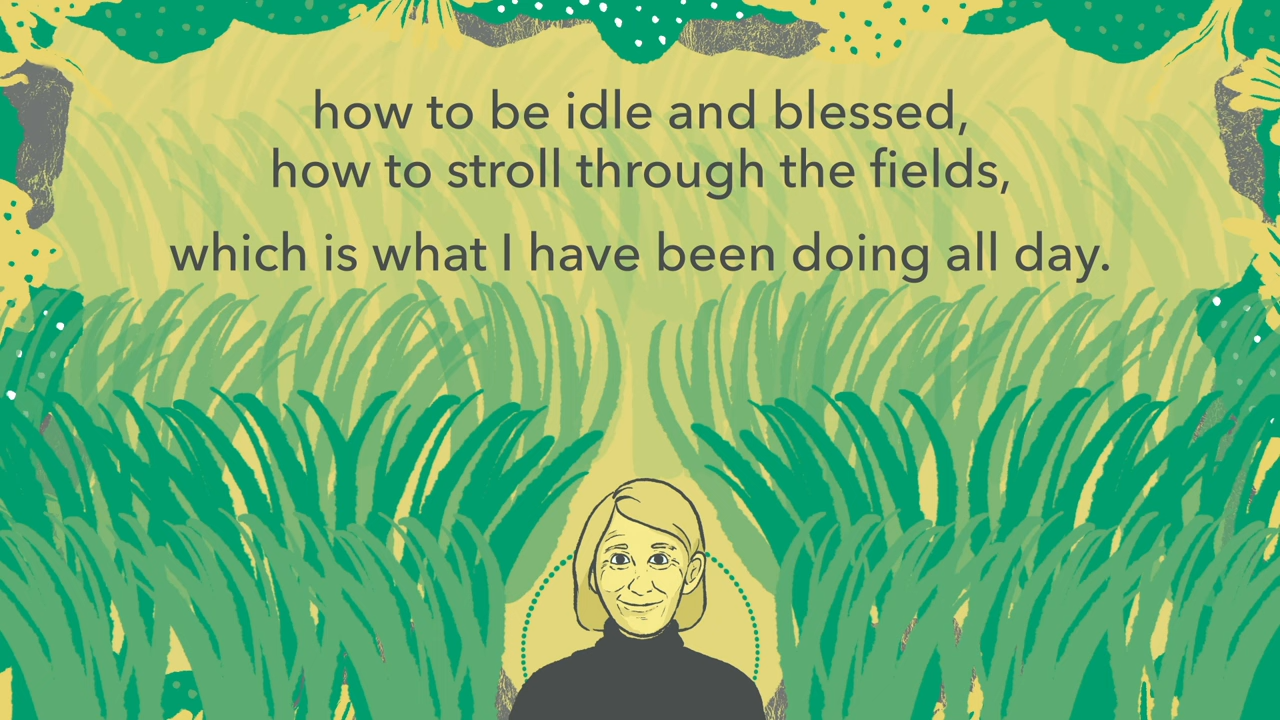 how to be idle and blessed,
how to stroll through the fields,
which is what I have been doing all day.